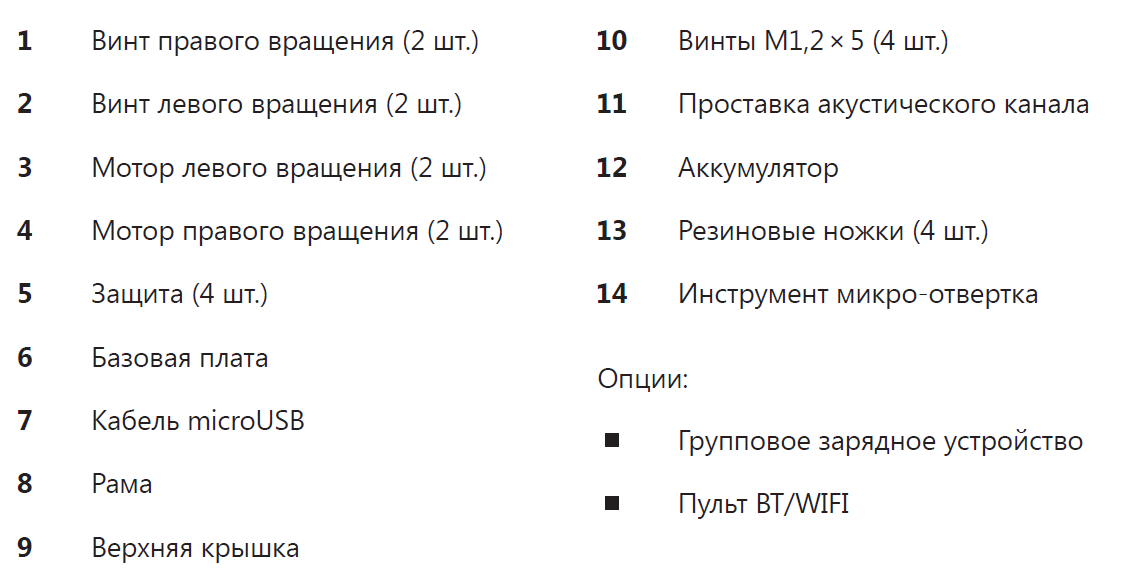 1 Винт правого вращения (2 шт.)
2 Винт левого вращения (2 шт.)
3 Мотор левого вращения (2 шт.)
4 Мотор правого вращения (2 шт.)
5 Защита (4 шт.)
6 Базовая плата
7 Кабель microUSB
8 Рама
9 Верхняя крышка
10 Винты M1,2 × 5 (4 шт.)
11 Проставка акустического канала
12 Аккумулятор
13 Резиновые ножки (4 шт.)
14 Инструмент микро-отвертка
Опции:
■ Групповое зарядное устройство
■ Пульт BT/WIFI